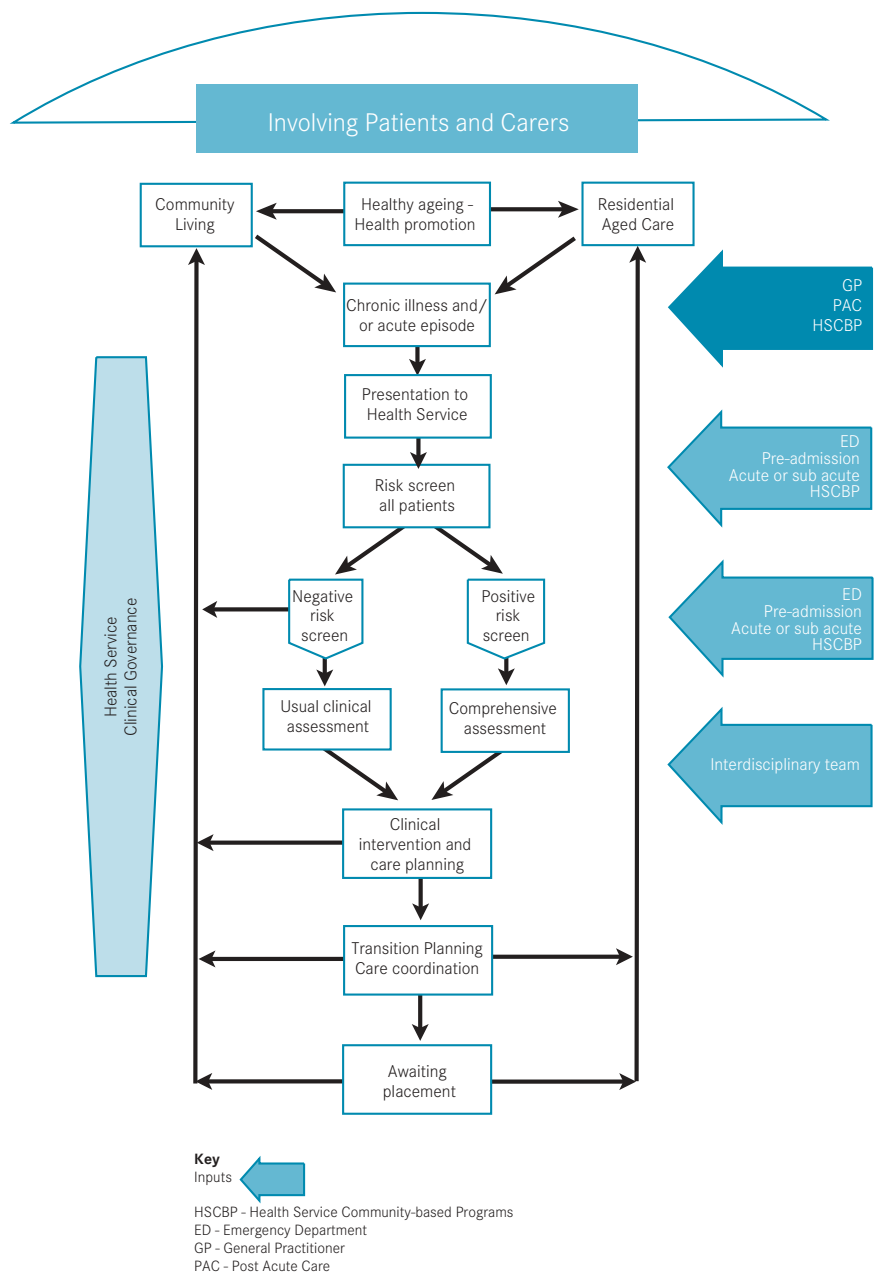 Involving Patients and Carers
Community
Living
Healthy ageing -
Health promotion
Residential
Aged Care
Chronic illness and/
or acute episode
GP
PAC
HSCBP
Presentation to
Health Service
ED
Pre-admission
Acute or sub acute
HSCBP
Risk screen
all patients
Negative
risk
screen
Positive
risk
screen
ED
Pre-admission
Acute or sub acute
HSCBP
Health Service
Clinical Governance
Usual clinical
assessment
Comprehensive
assessment
Interdisciplinary team
Clinical
intervention and
care planning
Transition Planning
Care coordination
Awaiting
placement
Key
Inputs
HSCBP - Health Service Community-based Programs
ED - Emergency Department
GP - General Practitioner
PAC - Post Acute Care